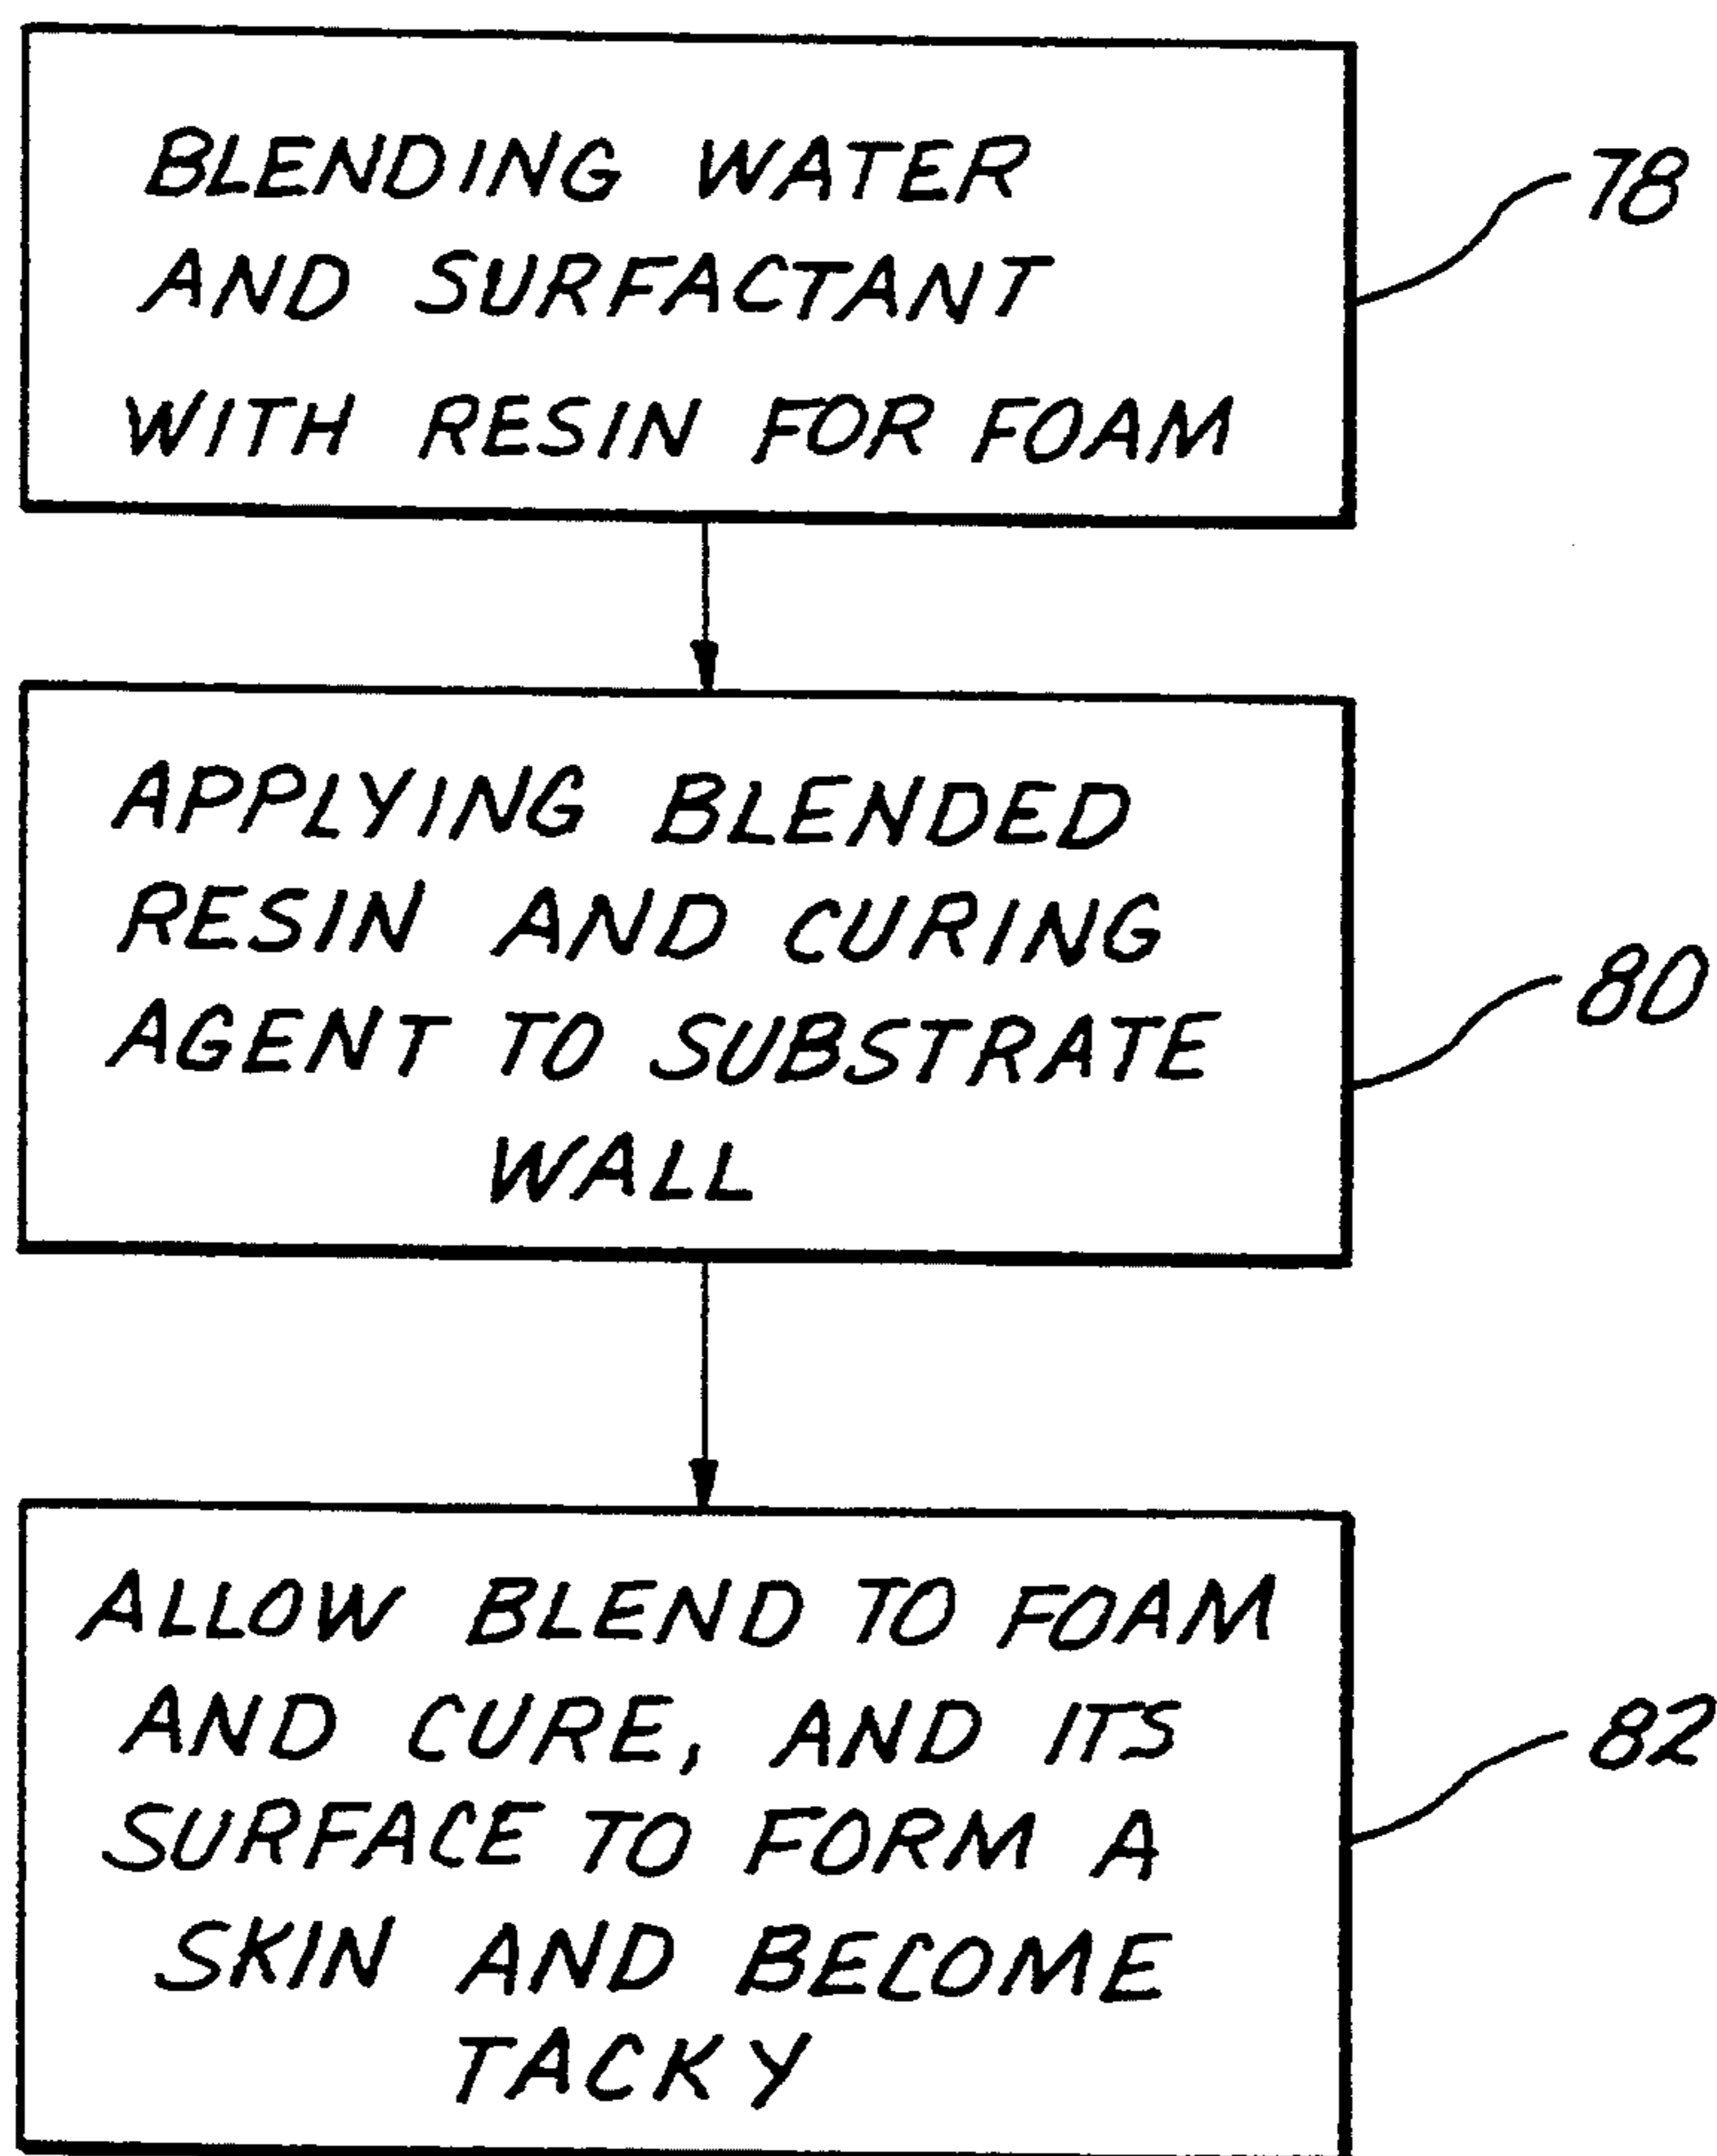 BLENDING WATER
AND SURFACTANT
WITH RESIN FOR FOAM
78
APPLYING BLENDED
RESIN AND CURING
AGENT TO SUBSTRATE
WALL
80
ALLOW BLEND TO FOAM
AND CURE, AND ITS
SURFACE TO FORM A
SKIN AND BECOME
TACKY
82